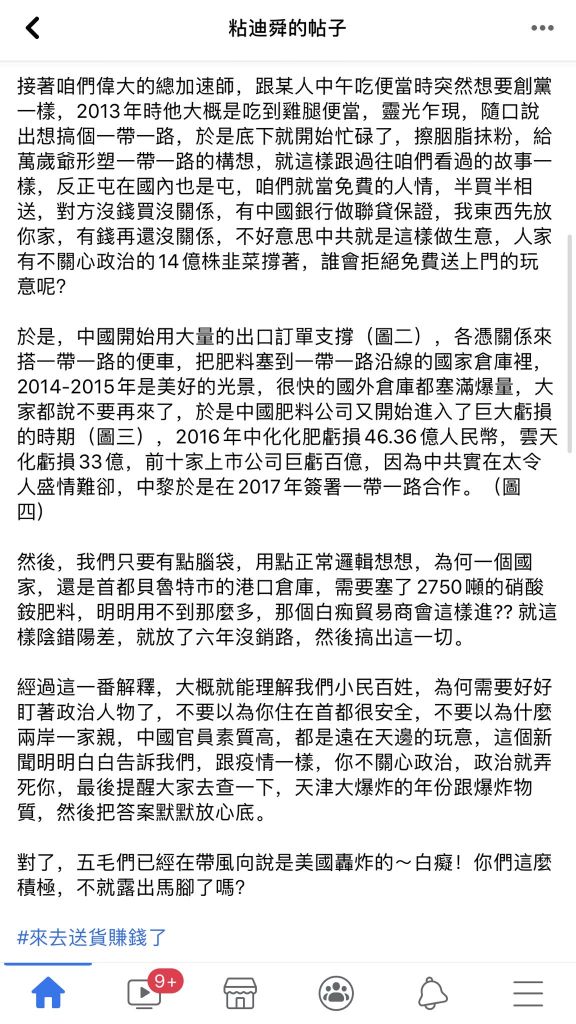 粘迪舜的帖子
接著咱們偉大的總加速師，跟某人中午吃便當時突然想要創黨
一樣，2013年時他大概是吃到雞腿便當，靈光乍現，隨口說
出想搞個一帶一路，於是底下就開始忙碌了，擦胭脂抹粉，給
萬歲爺形塑一帶一路的構想，就這樣跟過往咱們看過的故事一
樣，反正屯在國內也是屯，咱們就當免費的人情，半買半相
送，對方沒錢買沒關係，有中國銀行做聯貸保證，我東西先放
你家，有錢再還沒關係，不好意思中共就是這樣做生意，人家
有不關心政治的14億株韭菜撐著，誰會拒絕免費送上門的玩
意呢?
於是，中國開始用大量的出口訂單支撐（圖二），各憑關係來
搭一帶一路的便車，把肥料塞到一帶一路沿線的國家倉庫裡，
2014-2015年是美好的光景，很快的國外倉庫都塞滿爆量，大
家都說不要再來了，於是中國肥料公司又開始進入了巨大虧損
的時期（圖三），2016年中化化肥虧損46.36億人民幣，雲天
化虧損33億，前十家上市公司巨虧百億，因為中共實在太令
人盛情難卻，中黎於是在2017年簽署一帶一路合作。（圖
四）
然後，我們只要有點腦袋，用點正常邏輯想想，為何一個國
家，還是首都貝魯特市的港口倉庫，需要塞了2750噸的硝酸
銨肥料，明明用不到那麼多，那個白痴貿易商會這樣進?? 就這
樣陰錯陽差，就放了六年沒銷路，然後搞出這一切。
經過這一番解釋，大概就能理解我們小民百姓，為何需要好好
盯著政治人物了，不要以為你住在首都很安全，不要以為什麼
兩岸一家親，中國官員素質高，都是遠在天邊的玩意，這個新
聞明明白白告訴我們，跟疫情一樣，你不關心政治，政治就弄
死你，最後提醒大家去查一下，天津大爆炸的年份跟爆炸物
質，然後把答案默默放心底。
對了，五毛們已經在帶風向說是美國轟炸的～白癡！你們這麼
積極，不就露出馬腳了嗎?
#來去送貨賺錢了
9+